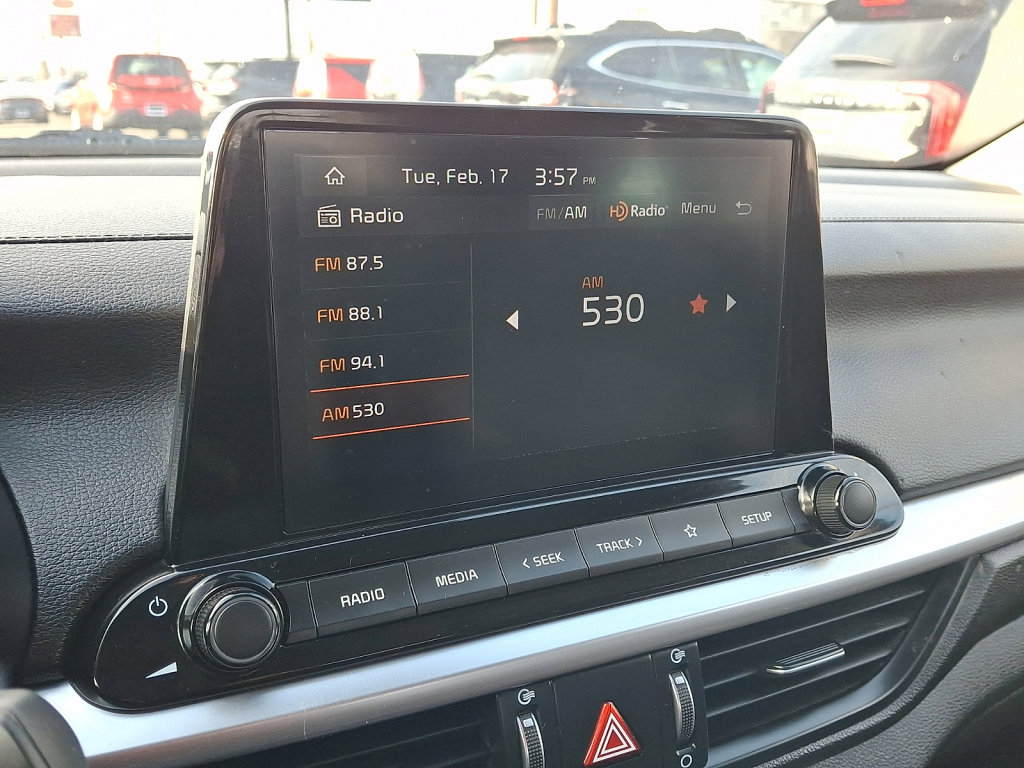 Tue, Feb. 17 3:57 PM
Radio FM/AM HD Radio Menu
FM 87.5
FM 88.1
FM 94.1
AM 530
AM
530
RADIO MEDIA < SEEK TRACK > SETUP